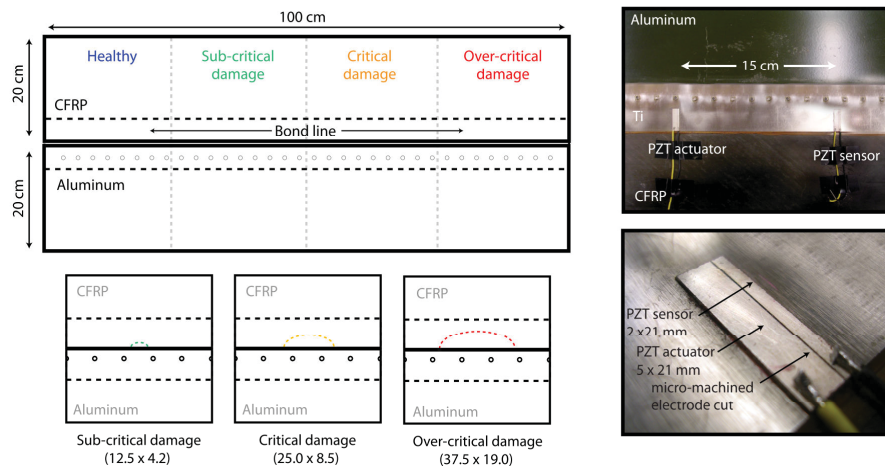 100 cm
20 cm
Healthy
Sub-critical
damage
Critical
damage
Over-critical
damage
CFRP
Bond line
20 cm
Aluminum
CFRP
Aluminum
Sub-critical damage
(12.5 x 4.2)
CFRP
Aluminum
Critical damage
(25.0 x 8.5)
CFRP
Aluminum
Over-critical damage
(37.5 x 19.0)
Aluminum
15 cm
Ti
PZT actuator
PZT sensor
CFRP
PZT sensor
2 x 21 mm
PZT actuator
5 x 21 mm
micro-machined
electrode cut